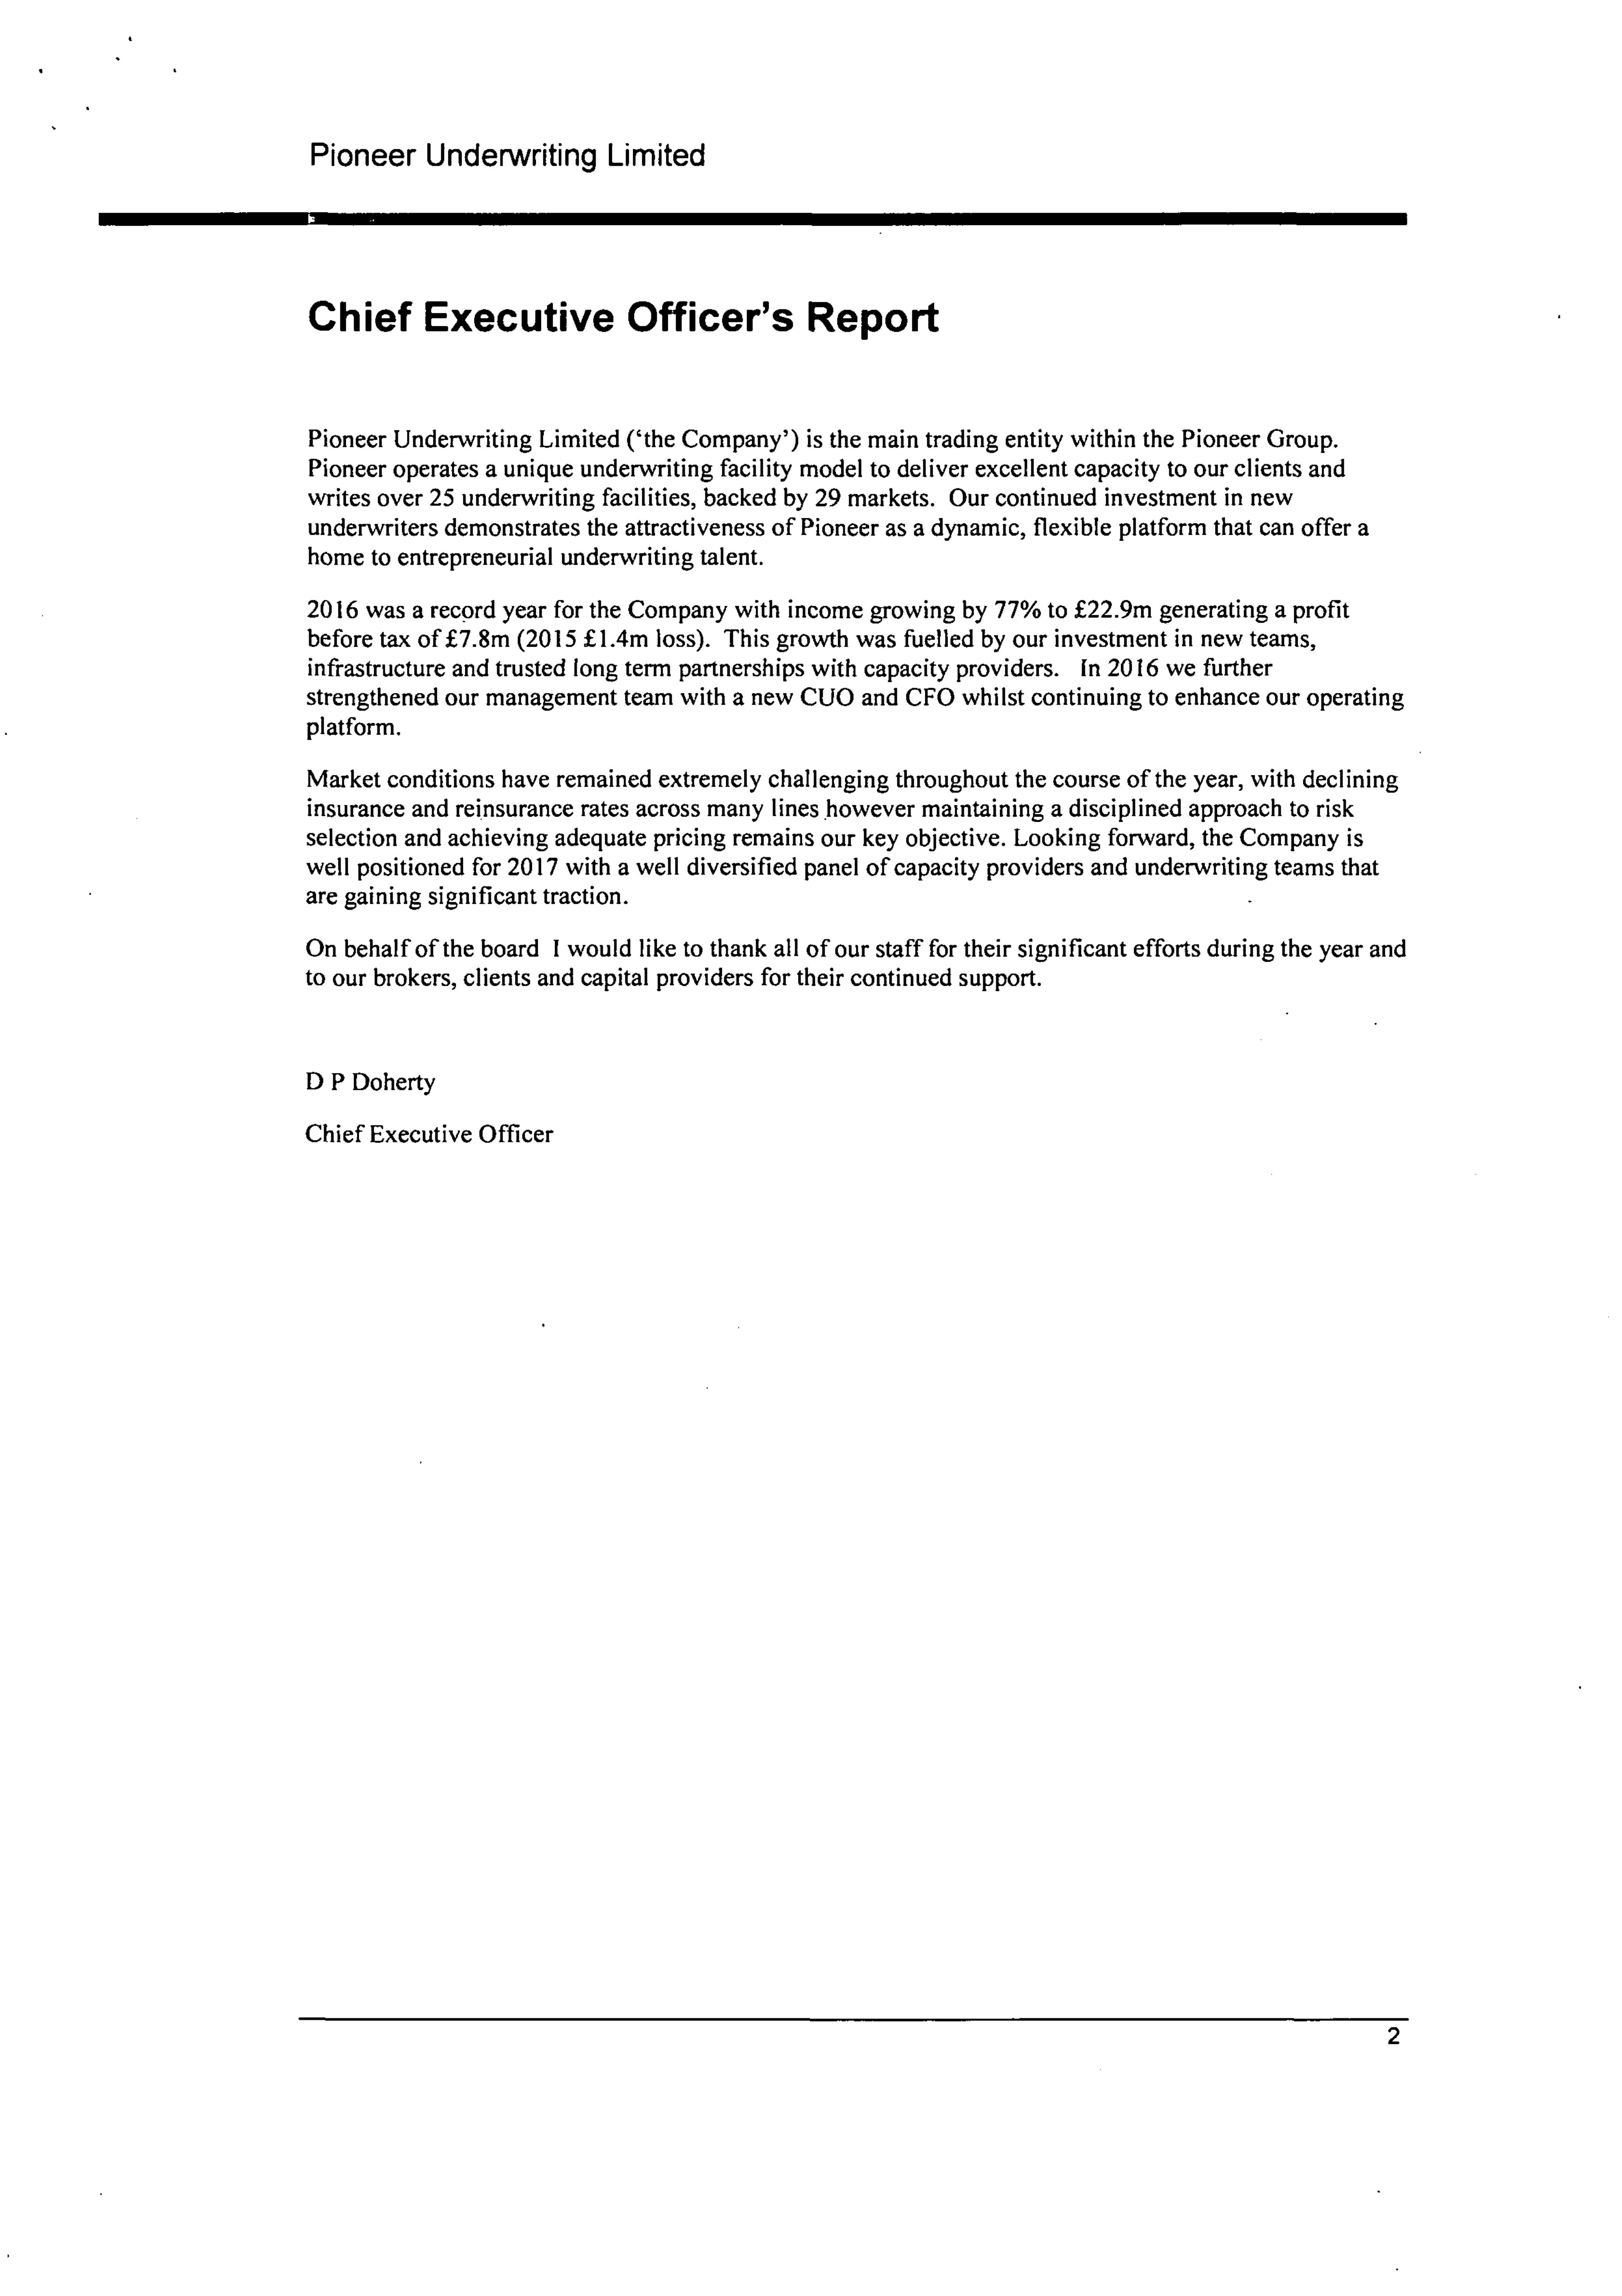 Pioneer Underwriting Limited
Chief Executive Officer's Report
Pioneer Underwriting Limited ('the Company') is the main trading entity within the Pioneer Group.
Pioneer operates a unique underwriting facility model to deliver excellent capacity to our clients and
writes over 25 underwriting facilities, backed by 29 markets. Our continued investment in new
underwriters demonstrates the attractiveness of Pioneer as a dynamic, flexible platform that can offer a
home to entrepreneurial underwriting talent.
2016 was a record year for the Company with income growing by 77% to £22.9m generating a profit
before tax of £7.8m (2015 £1.4m loss). This growth was fuelled by our investment in new teams,
infrastructure and trusted long term partnerships with capacity providers. In 2016 we further
strengthened our management team with a new CUO and CFO whilst continuing to enhance our operating
platform.
Market conditions have remained extremely challenging throughout the course of the year, with declining
insurance and reinsurance rates across many lines however maintaining a disciplined approach to risk
selection and achieving adequate pricing remains our key objective. Looking forward, the Company is
well positioned for 2017 with a well diversified panel of capacity providers and underwriting teams that
are gaining significant traction.
On behalf of the board I would like to thank all of our staff for their significant efforts during the year and
to our brokers, clients and capital providers for their continued support.
D P Doherty
Chief Executive Officer
2